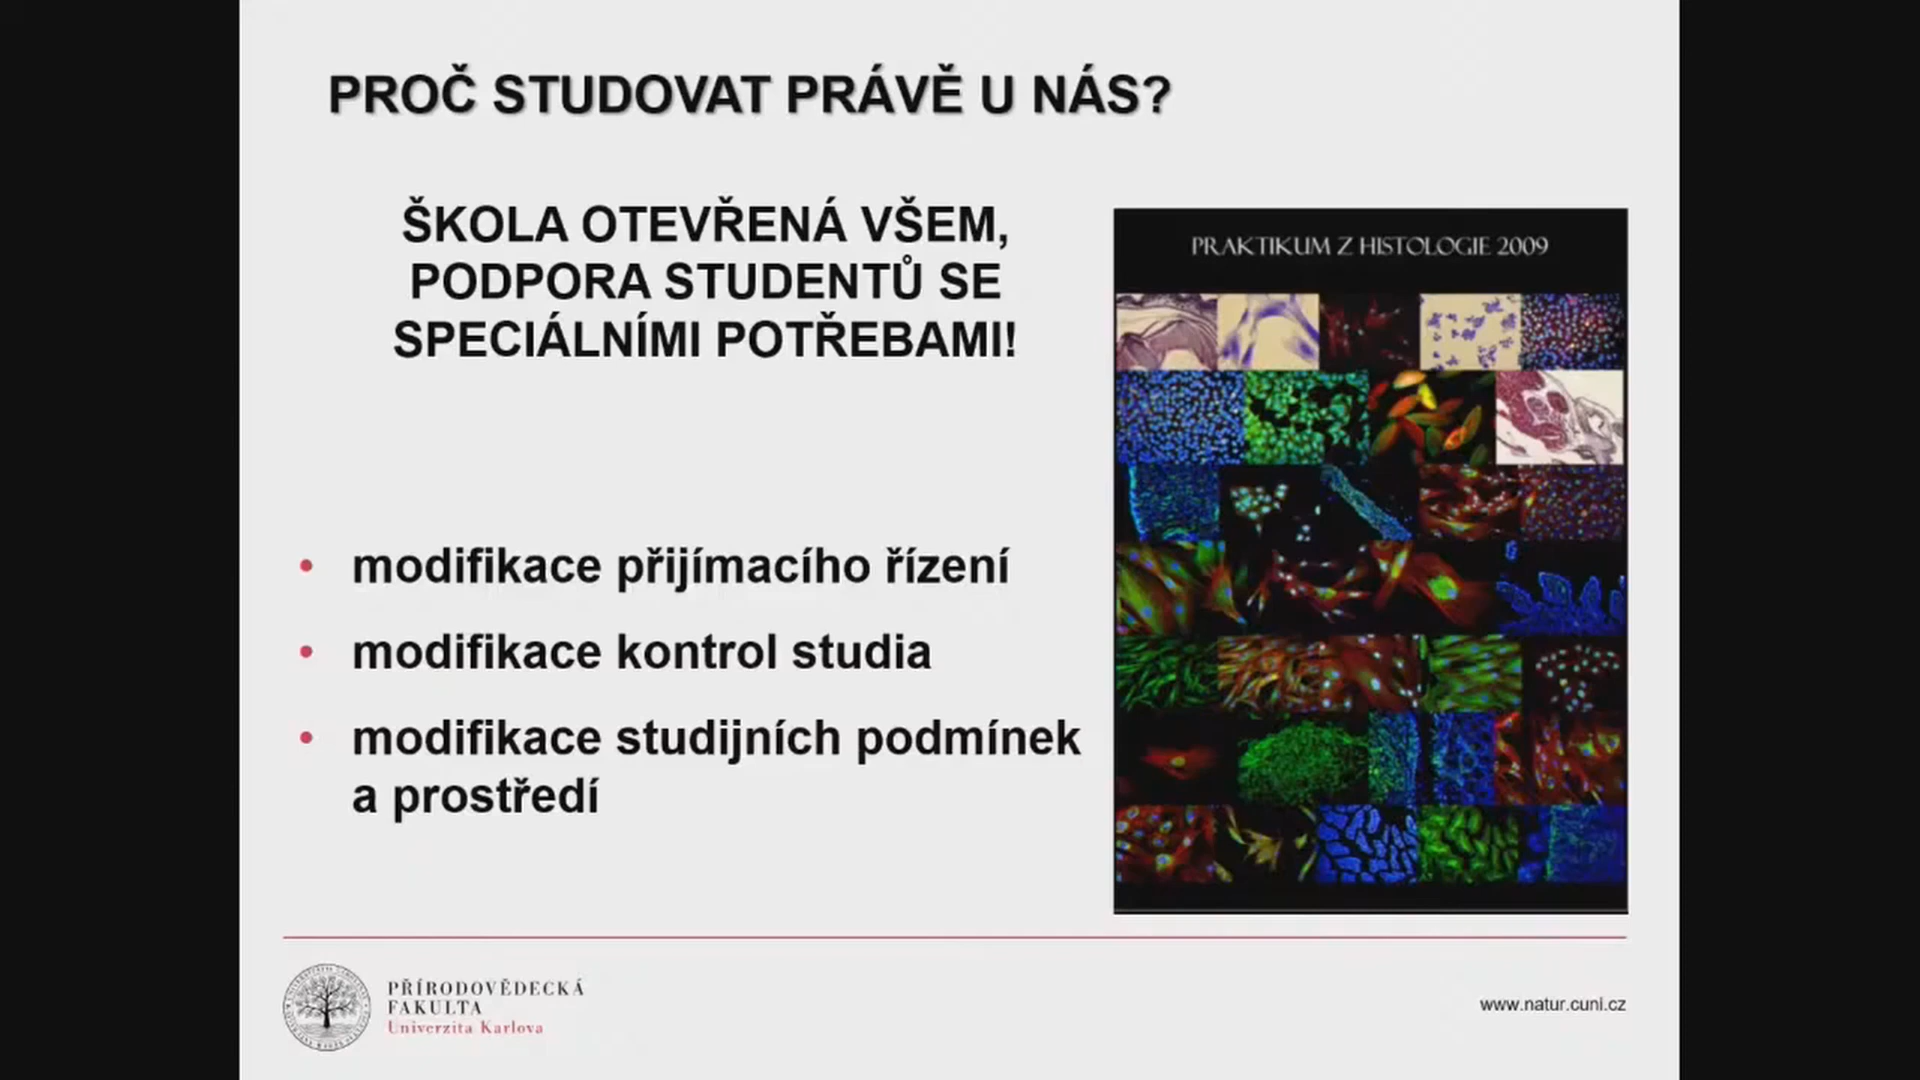 PROČ STUDOVAT PRÁVĚ U NÁS?
ŠKOLA OTEVŘENÁ VŠEM,
PODPORA STUDENTŮ SE
SPECIÁLNÍMI POTŘEBAMI!
• modifikace přijímacího řízení
• modifikace kontrol studia
• modifikace studijních podmínek
a prostředí
PRAKTIKUM Z HISTOLOGIE 2009
PŘÍRODOVĚDECKÁ
FAKULTA
Univerzita Karlova
www.natur.cuni.cz